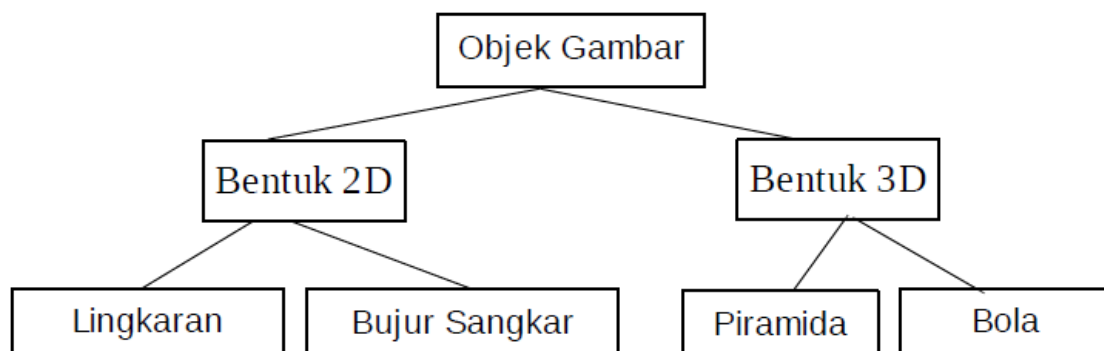 Objek Gambar
Bentuk 2D
Bentuk 3D
Lingkaran
Bujur Sangkar
Piramida
Bola